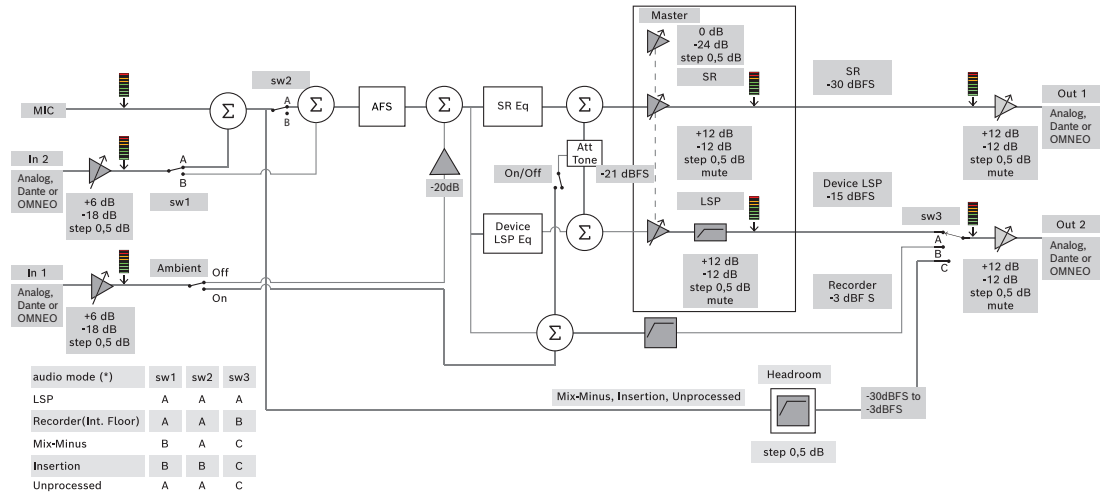 Master
0 dB
-24 dB
step 0,5 dB
SR
SR
-30 dBFS
sw2
A
B
MIC
Σ
Σ
AFS
Σ
SR Eq
Σ
Out 1
Analog,
Dante or
OMNEO
+12 dB
-12 dB
step 0,5 dB
mute
+12 dB
-12 dB
step 0,5 dB
mute
In 2
Analog,
Dante or
OMNEO
+6 dB
-18 dB
step 0,5 dB
A
B
sw1
-20dB
On/Off
Att
Tone
-21 dBFS
LSP
Device LSP
-15 dBFS
sw3
A
B
C
Device
LSP Eq
Σ
+12 dB
-12 dB
step 0,5 dB
mute
Out 2
Analog,
Dante or
OMNEO
+12 dB
-12 dB
step 0,5 dB
mute
In 1
Analog,
Dante or
OMNEO
+6 dB
-18 dB
step 0,5 dB
Ambient
Off
On
Recorder
-3 dBF S
Σ
audio mode (*) sw1 sw2 sw3
LSP A A A
Recorder(Int. Floor) A A B
Mix-Minus B A C
Insertion B B C
Unprocessed A A C
Mix-Minus, Insertion, Unprocessed
Headroom
step 0,5 dB
-30dBFS to
-3dBFS